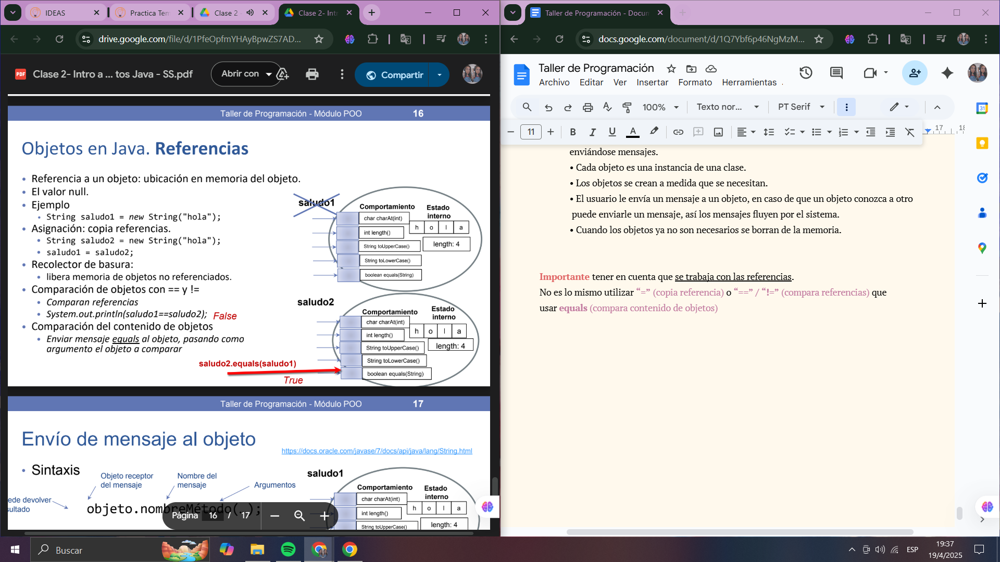 IDEAS
Practica Tem
Clase 2
Clase 2- Intr
drive.google.com/file/d/1PfeOpfmYHAyBpwZS7AD...
Clase 2- Intro a ... tos Java - SS.pdf
Abrir con
Compartir
Taller de Programación - Módulo POO 16
Objetos en Java. Referencias
• Referencia a un objeto: ubicación en memoria del objeto.
• El valor null.
• Ejemplo
• String saludo1 = new String("hola");
• Asignación: copia referencias.
• String saludo2 = new String("hola");
• saludo1 = saludo2;
• Recolector de basura:
• libera memoria de objetos no referenciados.
• Comparación de objetos con == y !=
• Comparan referencias
• System.out.println(saludo1==saludo2); False
• Comparación del contenido de objetos
• Enviar mensaje equals al objeto, pasando como
argumento el objeto a comparar
saludo2.equals(saludo1)
True
saludo1
Comportamiento
Estado
interno
char charAt(int)
h o l a
int length()
length: 4
String toUpperCase()
String toLowerCase()
boolean equals(String)
saludo2
Comportamiento
Estado
interno
char charAt(int)
h o l a
int length()
length: 4
String toUpperCase()
String toLowerCase()
boolean equals(String)
Taller de Programación - Módulo POO 17
Envío de mensaje al objeto
https://docs.oracle.com/javase/7/docs/api/java/lang/String.html
• Sintaxis
Objeto receptor
del mensaje
Nombre del
mensaje
Argumentos
ede devolver
sultado
objeto.nombreMétodo(…);
saludo1
Comportamiento
Estado
interno
char charAt(int)
h o l a
int length()
length: 4
String toUpperCase()
Página 16 / 17
Taller de Programación - Docum
docs.google.com/document/d/1Q7Ybf6p46NgMzM...
Taller de Programación
Archivo Editar Ver Insertar Formato Herramientas
100% Texto nor... PT Serif
11
17 18
31
enviándose mensajes.
• Cada objeto es una instancia de una clase.
• Los objetos se crean a medida que se necesitan.
• El usuario le envía un mensaje a un objeto, en caso de que un objeto conozca a otro
puede enviarle un mensaje, así los mensajes fluyen por el sistema.
• Cuando los objetos ya no son necesarios se borran de la memoria.
Importante tener en cuenta que se trabaja con las referencias.
No es lo mismo utilizar “=” (copia referencia) o “==” / “!=” (compara referencias) que
usar equals (compara contenido de objetos)
Buscar
ESP
19:37
19/4/2025